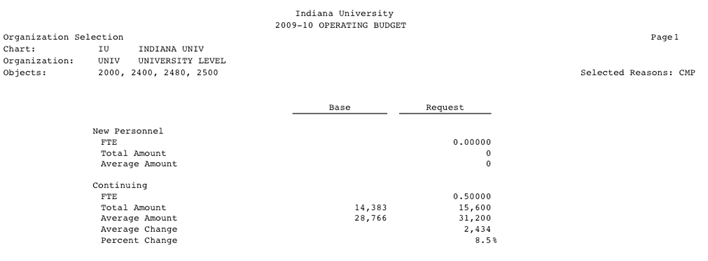 Indiana University
2009-10 OPERATING BUDGET
Organization Selection Page1
Chart: IU INDIANA UNIV
Organization: UNIV UNIVERSITY LEVEL
Objects: 2000, 2400, 2480, 2500 Selected Reasons: CMP
Base Request
New Personnel
FTE 0.00000
Total Amount 0
Average Amount 0
Continuing
FTE 0.50000
Total Amount 14,383 15,600
Average Amount 28,766 31,200
Average Change 2,434
Percent Change 8.5%